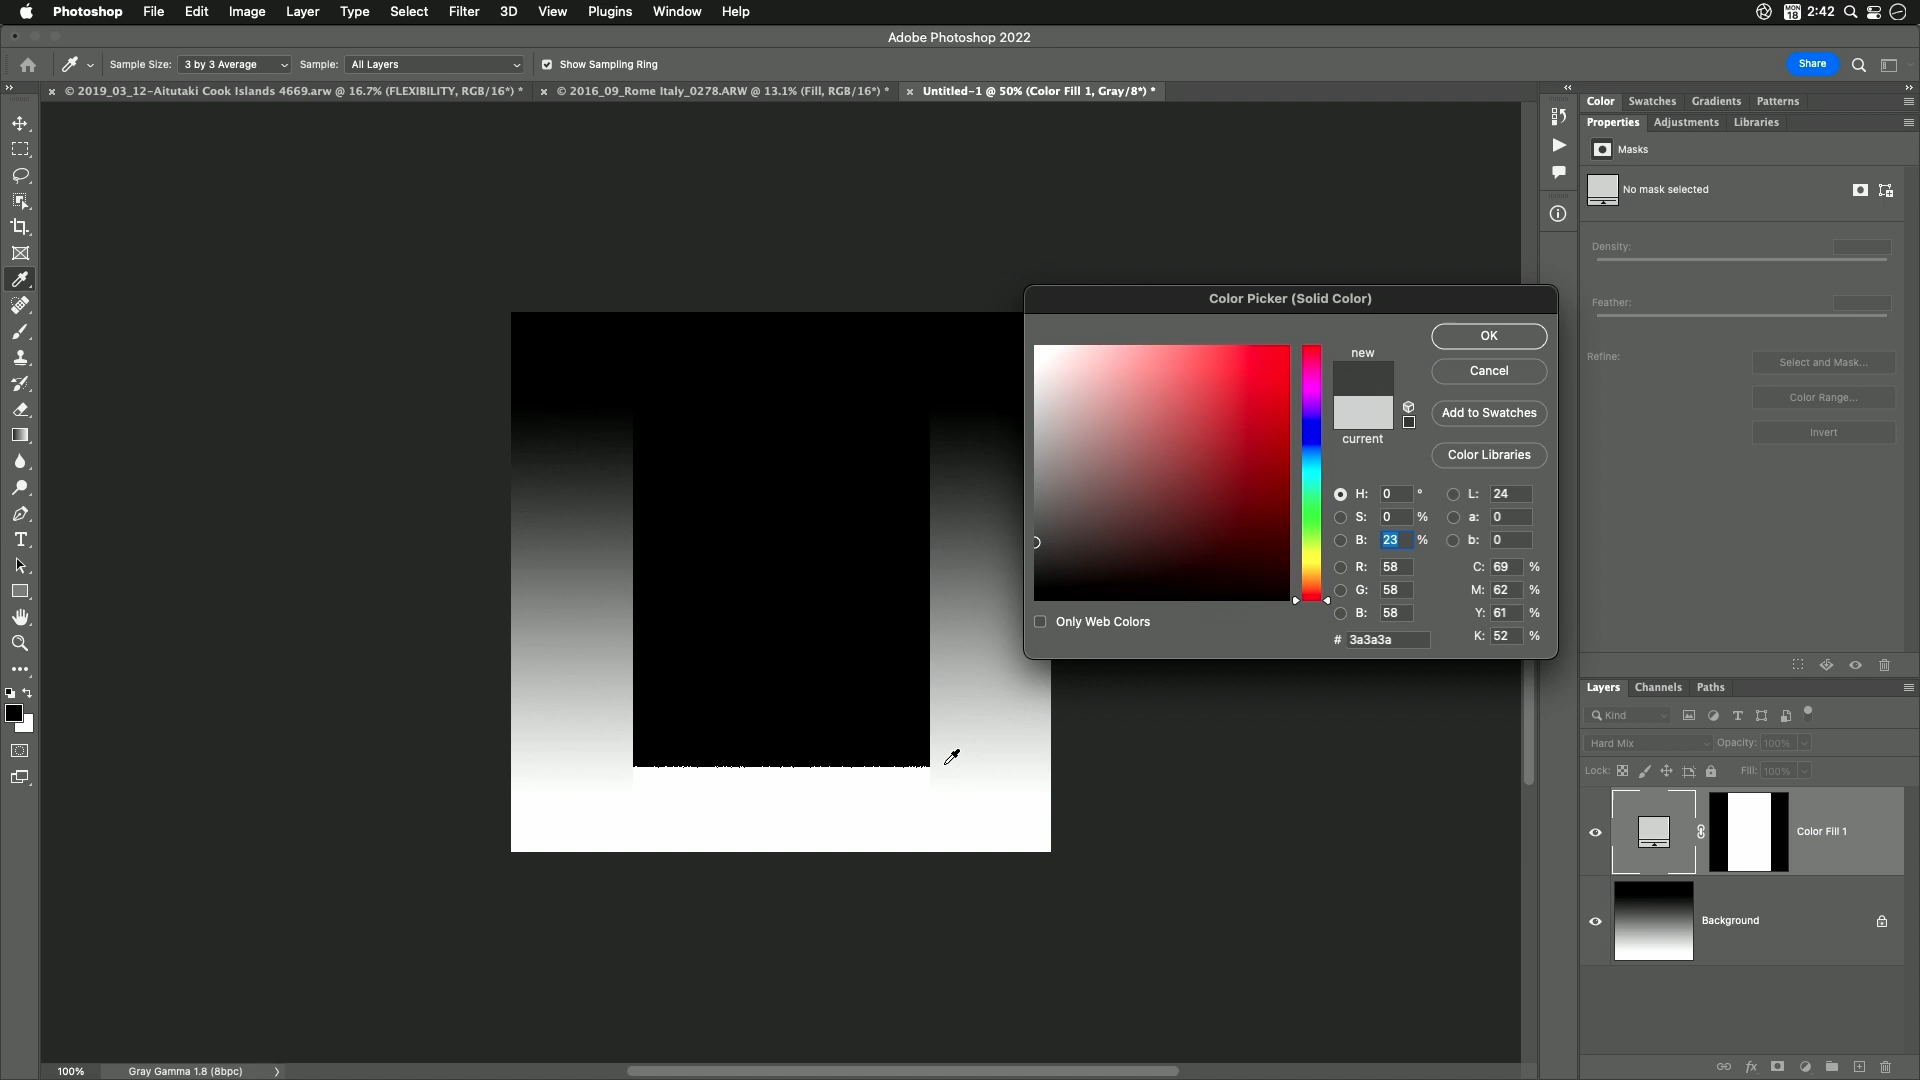 Photoshop File Edit Image Layer Type Select Filter 3D View Plugins Window Help MON 18 2:42
Adobe Photoshop 2022
Sample Size: 3 by 3 Average Sample: All Layers Show Sampling Ring Share
× © 2019_03_12-Aitutaki Cook Islands 4669.arw @ 16.7% (FLEXIBILITY, RGB/16*) * × © 2016_09_Rome Italy_0278.ARW @ 13.1% (Fill, RGB/16*) * × Untitled-1 @ 50% (Color Fill 1, Gray/8*) *
Color Swatches Gradients Patterns
Properties Adjustments Libraries
Masks
No mask selected
Density:
Feather:
Refine: Select and Mask...
Color Range...
Invert
Color Picker (Solid Color)
new
current
OK
Cancel
Add to Swatches
Color Libraries
H: 0 ° L: 24
S: 0 % a: 0
B: 23 % b: 0
R: 58 C: 69 %
G: 58 M: 62 %
B: 58 Y: 61 %
# 3a3a3a K: 52 %
Only Web Colors
Layers Channels Paths
Kind
Hard Mix Opacity: 100%
Lock: Fill: 100%
Color Fill 1
Background
100% Gray Gamma 1.8 (8bpc)